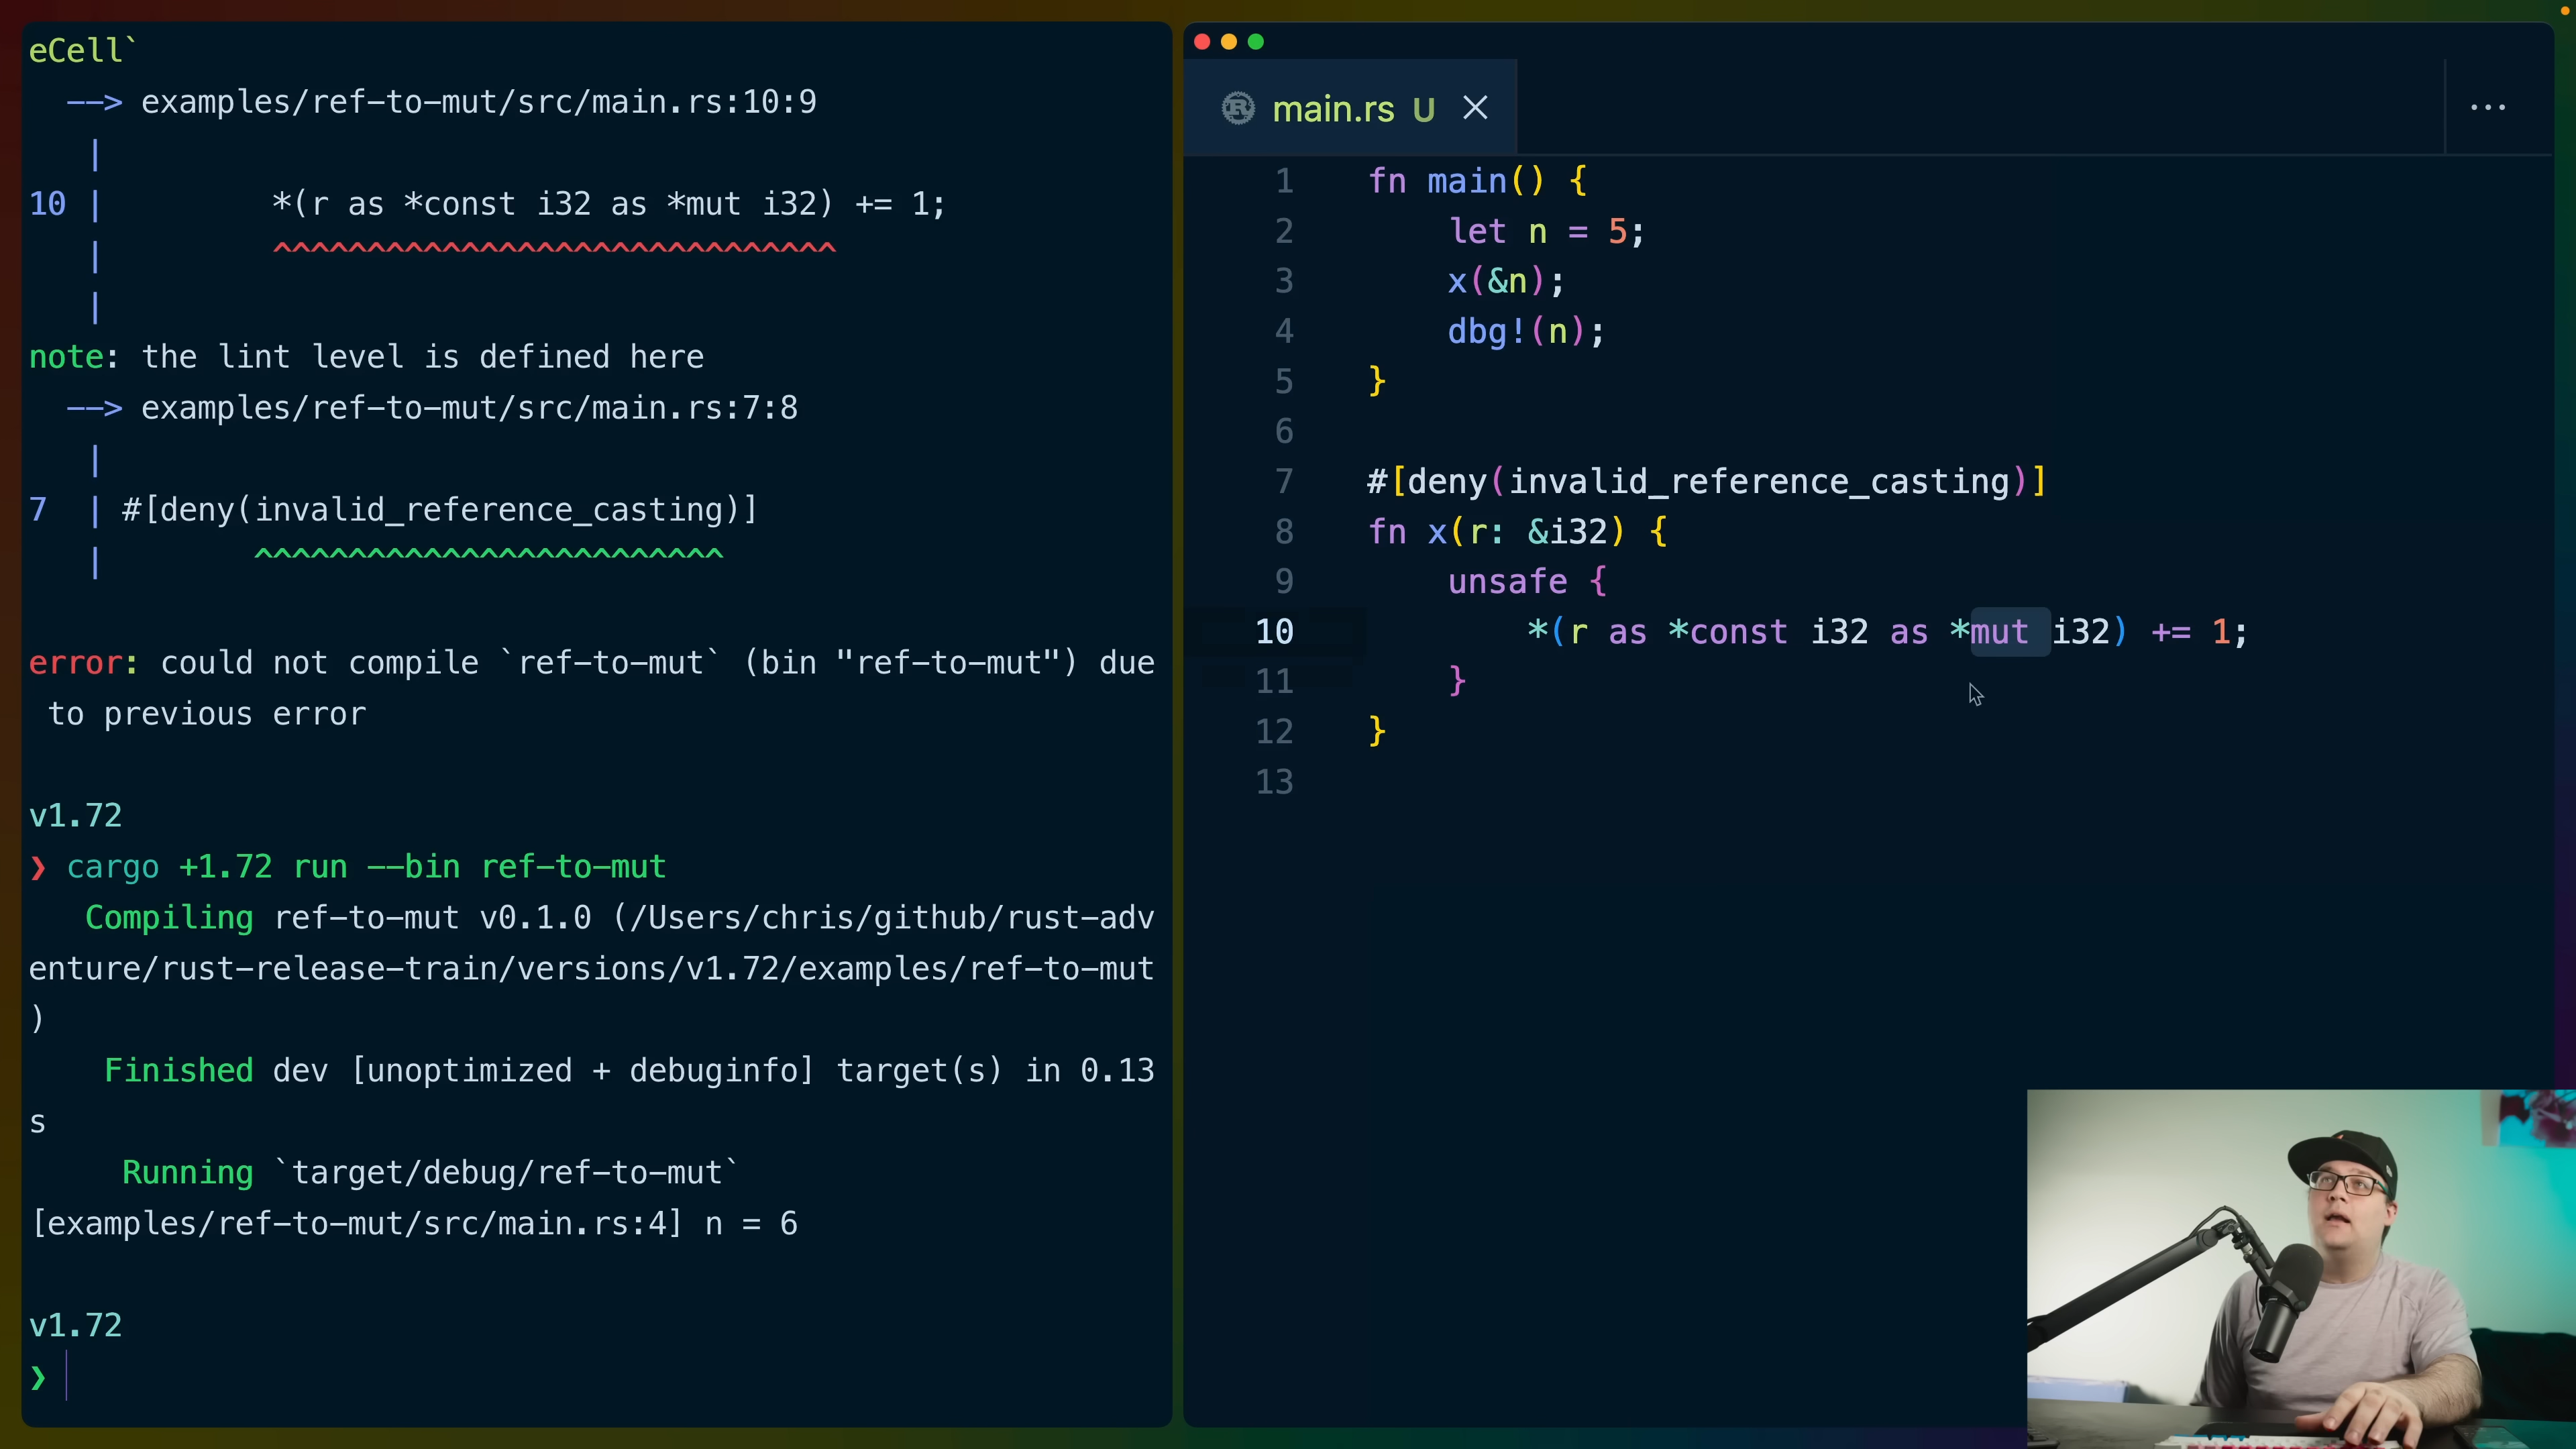 eCell`
--> examples/ref-to-mut/src/main.rs:10:9
|
10 |         *(r as *const i32 as *mut i32) += 1;
|         ^^^^^^^^^^^^^^^^^^^^^^^^^^^^^^
|
note: the lint level is defined here
--> examples/ref-to-mut/src/main.rs:7:8
|
7  | #[deny(invalid_reference_casting)]
|        ^^^^^^^^^^^^^^^^^^^^^^^^^
error: could not compile `ref-to-mut` (bin "ref-to-mut") due
to previous error
v1.72
❯ cargo +1.72 run --bin ref-to-mut
Compiling ref-to-mut v0.1.0 (/Users/chris/github/rust-adv
enture/rust-release-train/versions/v1.72/examples/ref-to-mut
)
Finished dev [unoptimized + debuginfo] target(s) in 0.13
s
Running `target/debug/ref-to-mut`
[examples/ref-to-mut/src/main.rs:4] n = 6
v1.72
❯
main.rs U
1 fn main() {
2     let n = 5;
3     x(&n);
4     dbg!(n);
5 }
6
7 #[deny(invalid_reference_casting)]
8 fn x(r: &i32) {
9     unsafe {
10         *(r as *const i32 as *mut i32) += 1;
11     }
12 }
13